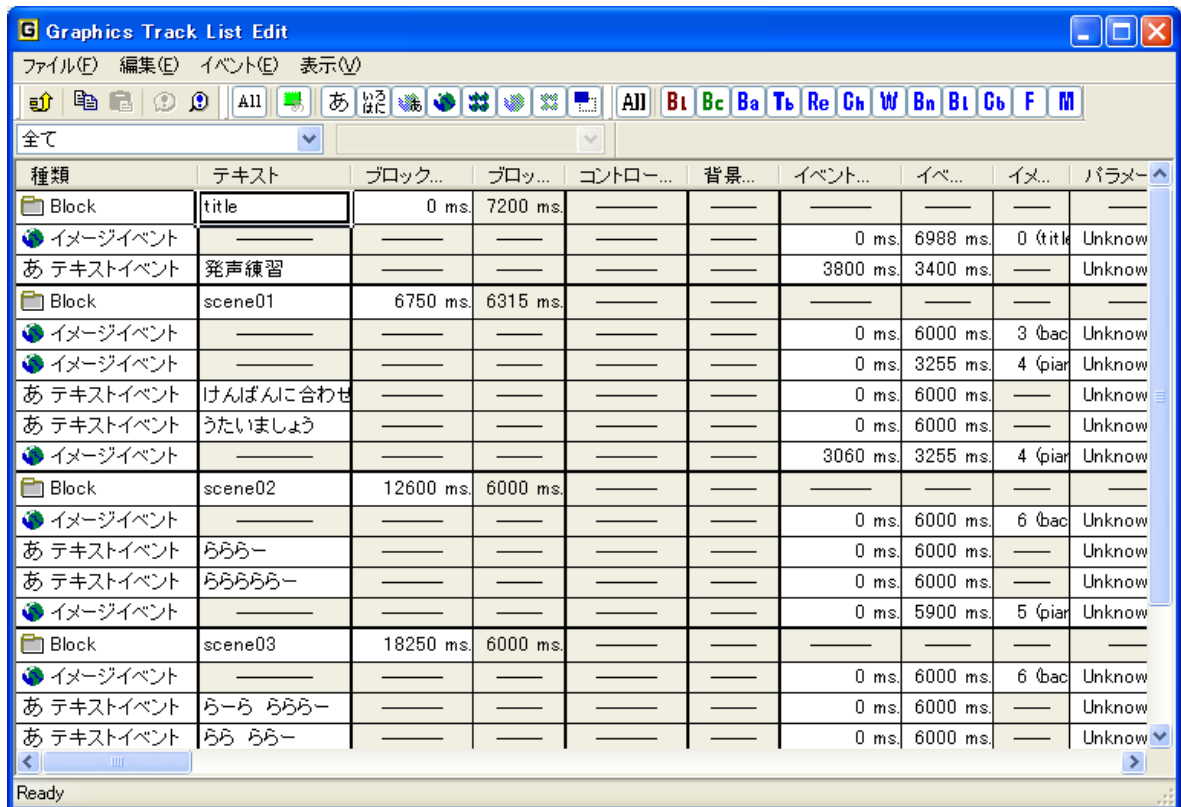 Graphics Track List Edit
ファイル(F) 編集(E) イベント(E) 表示(V)
All あ いろはに All Bl Bc Ba Tb Re Ch W Bn Bl Cb F M
全て
種類 テキスト ブロック... ブロッ... コントロー... 背景... イベント... イベ... イメ... パラメー
Block title 0 ms. 7200 ms.
イメージイベント 0 ms. 6988 ms. 0 (title Unknow
あ テキストイベント 発声練習 3800 ms. 3400 ms. Unknow
Block scene01 6750 ms. 6315 ms.
イメージイベント 0 ms. 6000 ms. 3 (bac Unknow
イメージイベント 0 ms. 3255 ms. 4 (pian Unknow
あ テキストイベント けんばんに合わせ 0 ms. 6000 ms. Unknow
あ テキストイベント うたいましょう 0 ms. 6000 ms. Unknow
イメージイベント 3060 ms. 3255 ms. 4 (pian Unknow
Block scene02 12600 ms. 6000 ms.
イメージイベント 0 ms. 6000 ms. 6 (bac Unknow
あ テキストイベント らららー 0 ms. 6000 ms. Unknow
あ テキストイベント らららららー 0 ms. 6000 ms. Unknow
イメージイベント 0 ms. 5900 ms. 5 (pian Unknow
Block scene03 18250 ms. 6000 ms.
イメージイベント 0 ms. 6000 ms. 6 (bac Unknow
あ テキストイベント らーら らららー 0 ms. 6000 ms. Unknow
あ テキストイベント らら ららー 0 ms. 6000 ms. Unknow
Ready